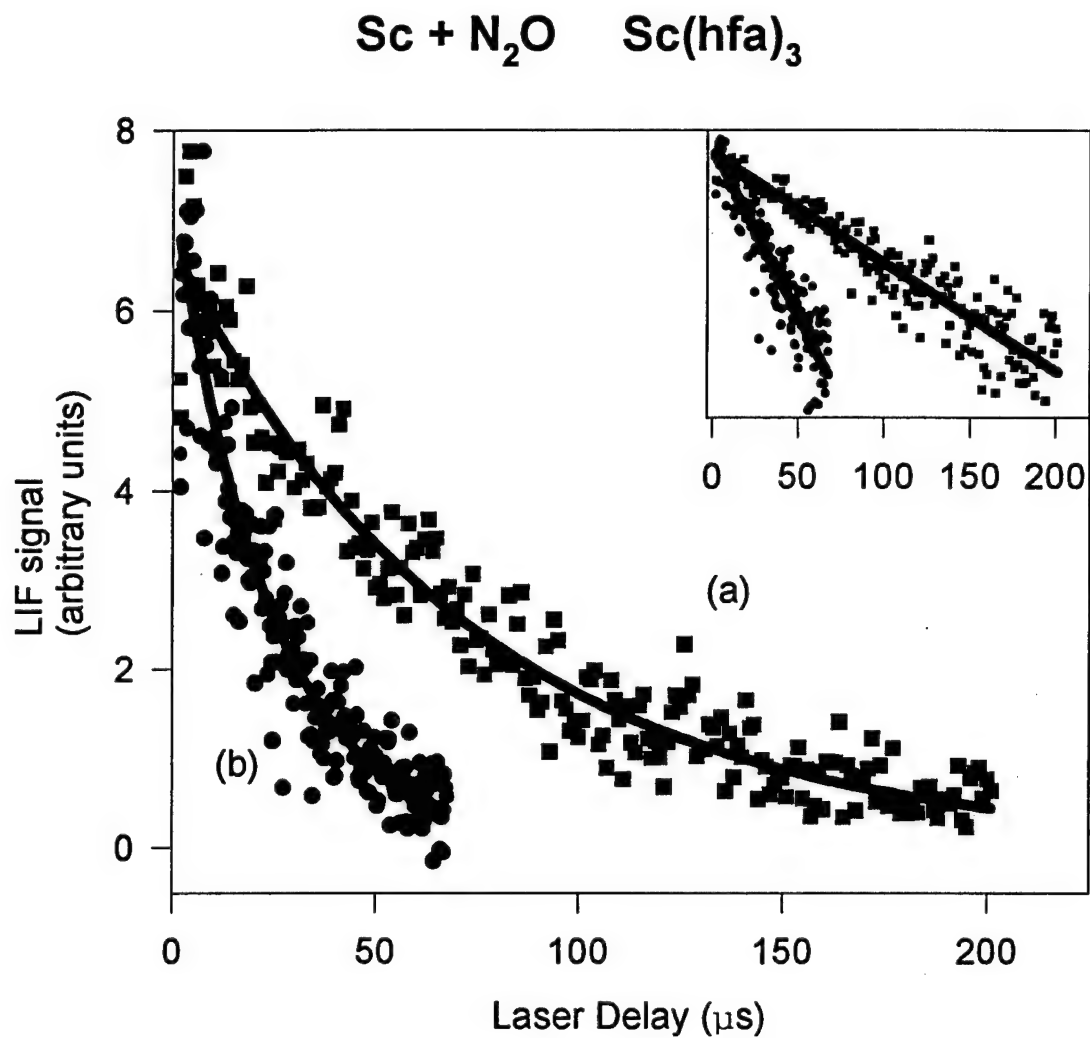 Sc + N₂O Sc(hfa)₃
8
6
4
2
0
LIF signal
(arbitrary units)
0 50 100 150 200
(a)
(b)
0 50 100 150 200
Laser Delay (μs)